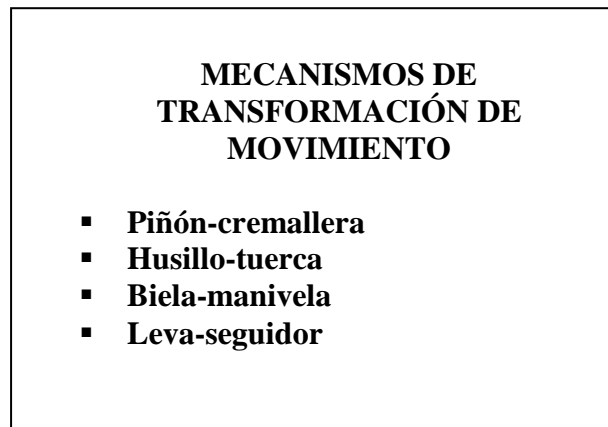 MECANISMOS DE
TRANSFORMACIÓN DE
MOVIMIENTO
▪ Piñón-cremallera
▪ Husillo-tuerca
▪ Biela-manivela
▪ Leva-seguidor